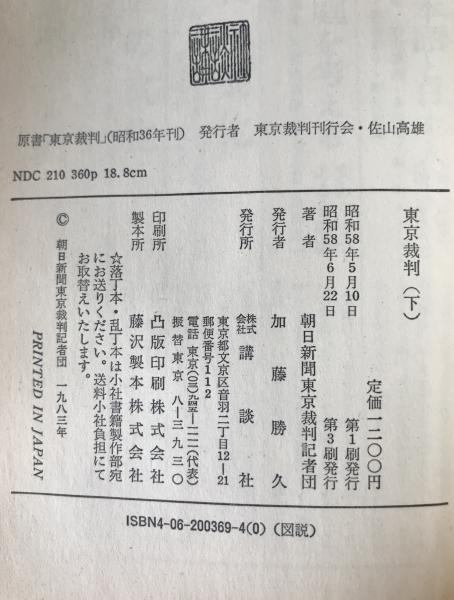 講談社
原書「東京裁判」(昭和36年刊) 発行者 東京裁判刊行会・佐山高雄
NDC 210 360p 18.8cm
東京裁判(下)
定価一二〇〇円
昭和58年5月10日 第1刷発行
昭和58年6月22日 第3刷発行
著者 朝日新聞東京裁判記者団
発行者 加藤勝久
発行所 株式会社 講談社
東京都文京区音羽二丁目12―21
郵便番号112
電話 東京(〇三)九四五―一一一一(代表)
振替 東京 八―三九三〇
印刷所 凸版印刷株式会社
製本所 藤沢製本株式会社
☆落丁本・乱丁本は小社書籍製作部宛
にお送りください。送料小社負担にて
お取替えいたします。
© 朝日新聞東京裁判記者団 一九八三年
PRINTED IN JAPAN
ISBN4-06-200369-4(0) (図説)